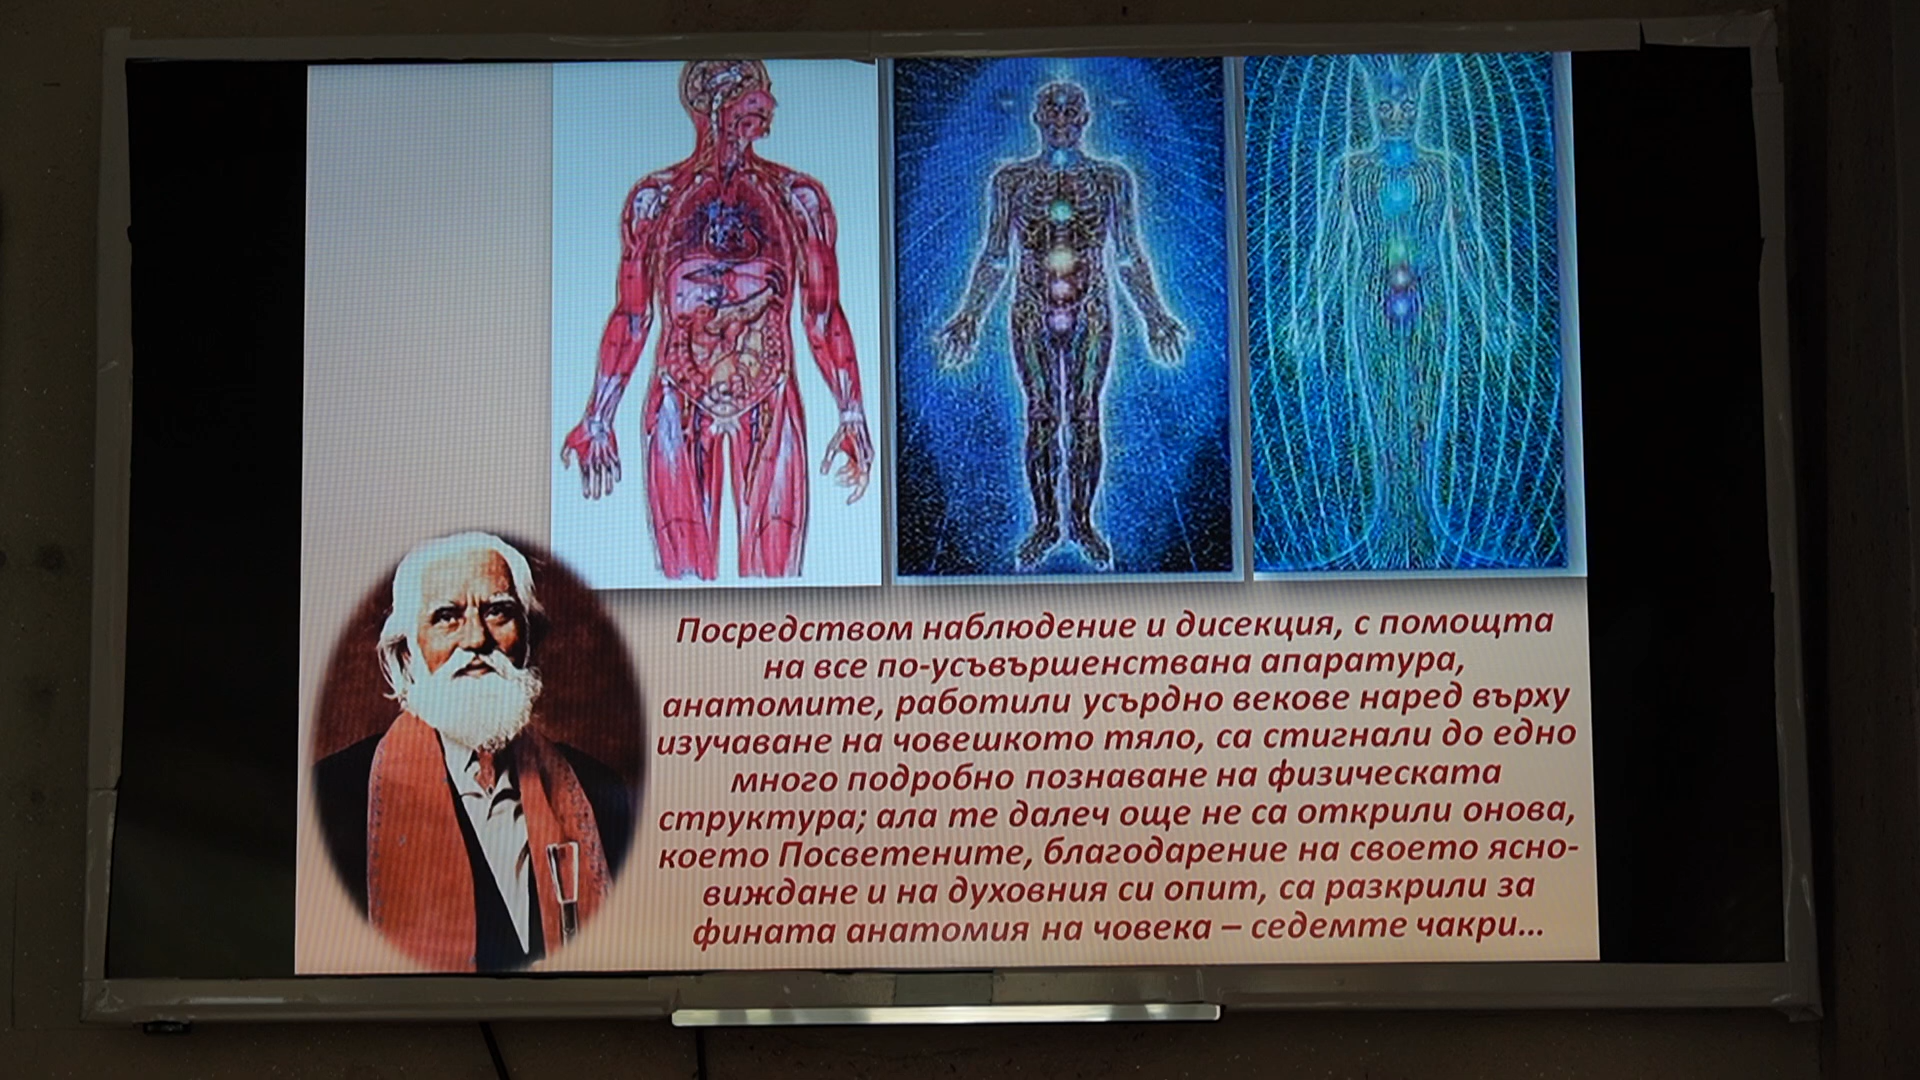 Посредством наблюдение и дисекция, с помощта
на все по-усъвършенствана апаратура,
анатомите, работили усърдно векове наред върху
изучаване на човешкото тяло, са стигнали до едно
много подробно познаване на физическата
структура; ала те далеч още не са открили онова,
което Посветените, благодарение на своето ясно-
виждане и на духовния си опит, са разкрили за
фината анатомия на човека – седемте чакри...